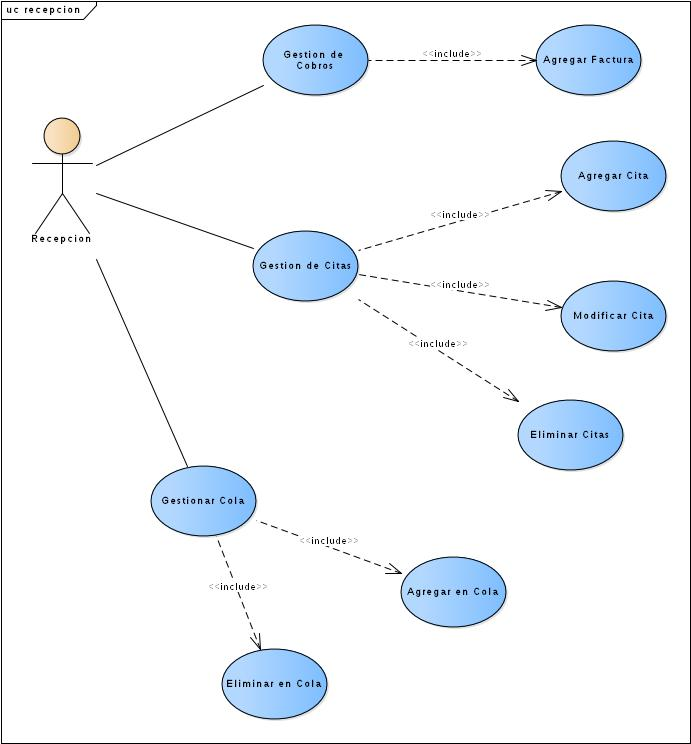 uc recepcion
Gestion de
Cobros
<<include>>
Agregar Factura
Recepcion
Agregar Cita
<<include>>
Gestion de Citas
<<include>>
Modificar Cita
<<include>>
Eliminar Citas
Gestionar Cola
<<include>>
<<include>>
Agregar en Cola
Eliminar en Cola